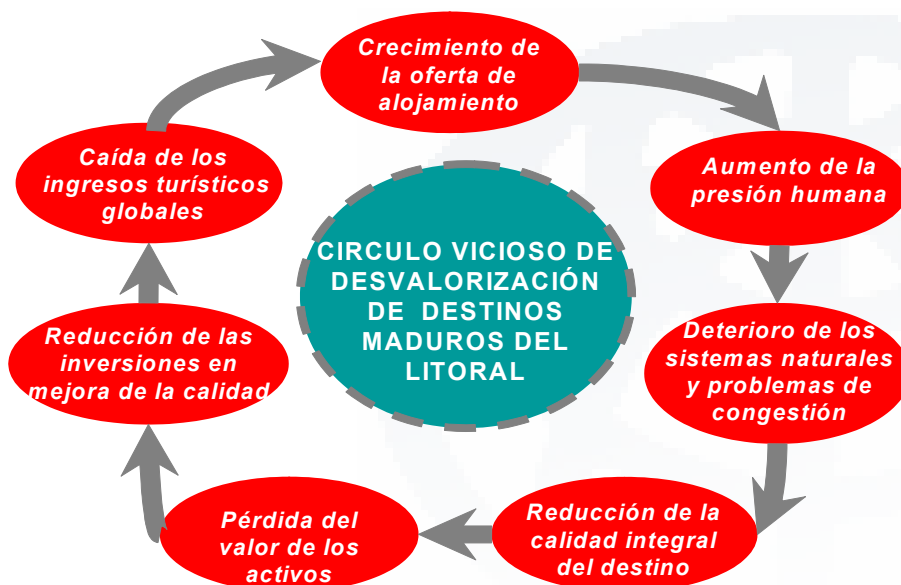 Crecimiento de
la oferta de
alojamiento
Aumento de la
presión humana
Deterioro de los
sistemas naturales
y problemas de
congestión
Reducción de la
calidad integral
del destino
Pérdida del
valor de los
activos
Reducción de las
inversiones en
mejora de la calidad
Caída de los
ingresos turísticos
globales
CIRCULO VICIOSO DE
DESVALORIZACIÓN
DE DESTINOS
MADUROS DEL
LITORAL